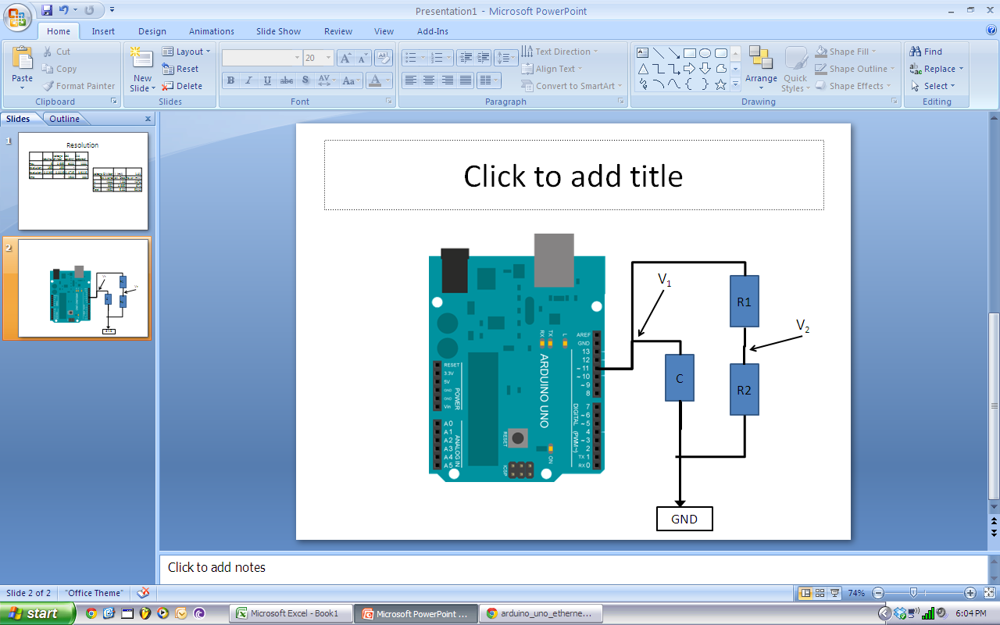 Presentation1 - Microsoft PowerPoint
Home Insert Design Animations Slide Show Review View Add-Ins
Paste
Cut
Copy
Format Painter
Clipboard
New Slide
Layout
Reset
Delete
Slides
20
B I U abc S AV Aa A
Font
Text Direction
Align Text
Convert to SmartArt
Paragraph
Arrange
Quick Styles
Shape Fill
Shape Outline
Shape Effects
Drawing
Find
Replace
Select
Editing
Slides Outline x
1
Resolution
2
Click to add title
V1
R1
V2
C
R2
GND
AREF
GND
13
12
~11
~10
~9
8
7
~6
~5
4
~3
2
TX 1
RX 0
DIGITAL (PWM~)
RX
TX
L
ARDUINO UNO
RESET
3.3V
5V
GND
GND
Vin
POWER
A0
A1
A2
A3
A4
A5
ANALOG IN
RESET
ICSP
ON
Click to add notes
Slide 2 of 2 "Office Theme" 74%
start Microsoft Excel - Book1 Microsoft PowerPoint ... arduino_uno_etherne... 6:04 PM